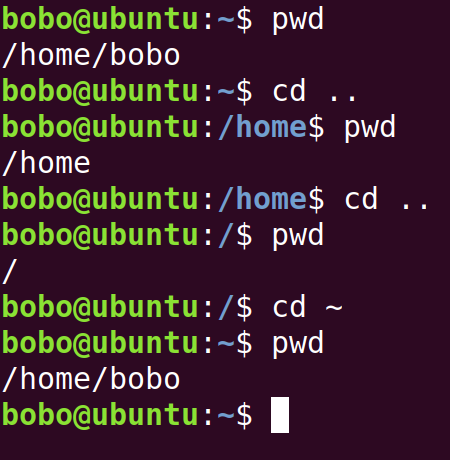 bobo@ubuntu:~$ pwd
/home/bobo
bobo@ubuntu:~$ cd ..
bobo@ubuntu:/home$ pwd
/home
bobo@ubuntu:/home$ cd ..
bobo@ubuntu:/$ pwd
/
bobo@ubuntu:/$ cd ~
bobo@ubuntu:~$ pwd
/home/bobo
bobo@ubuntu:~$